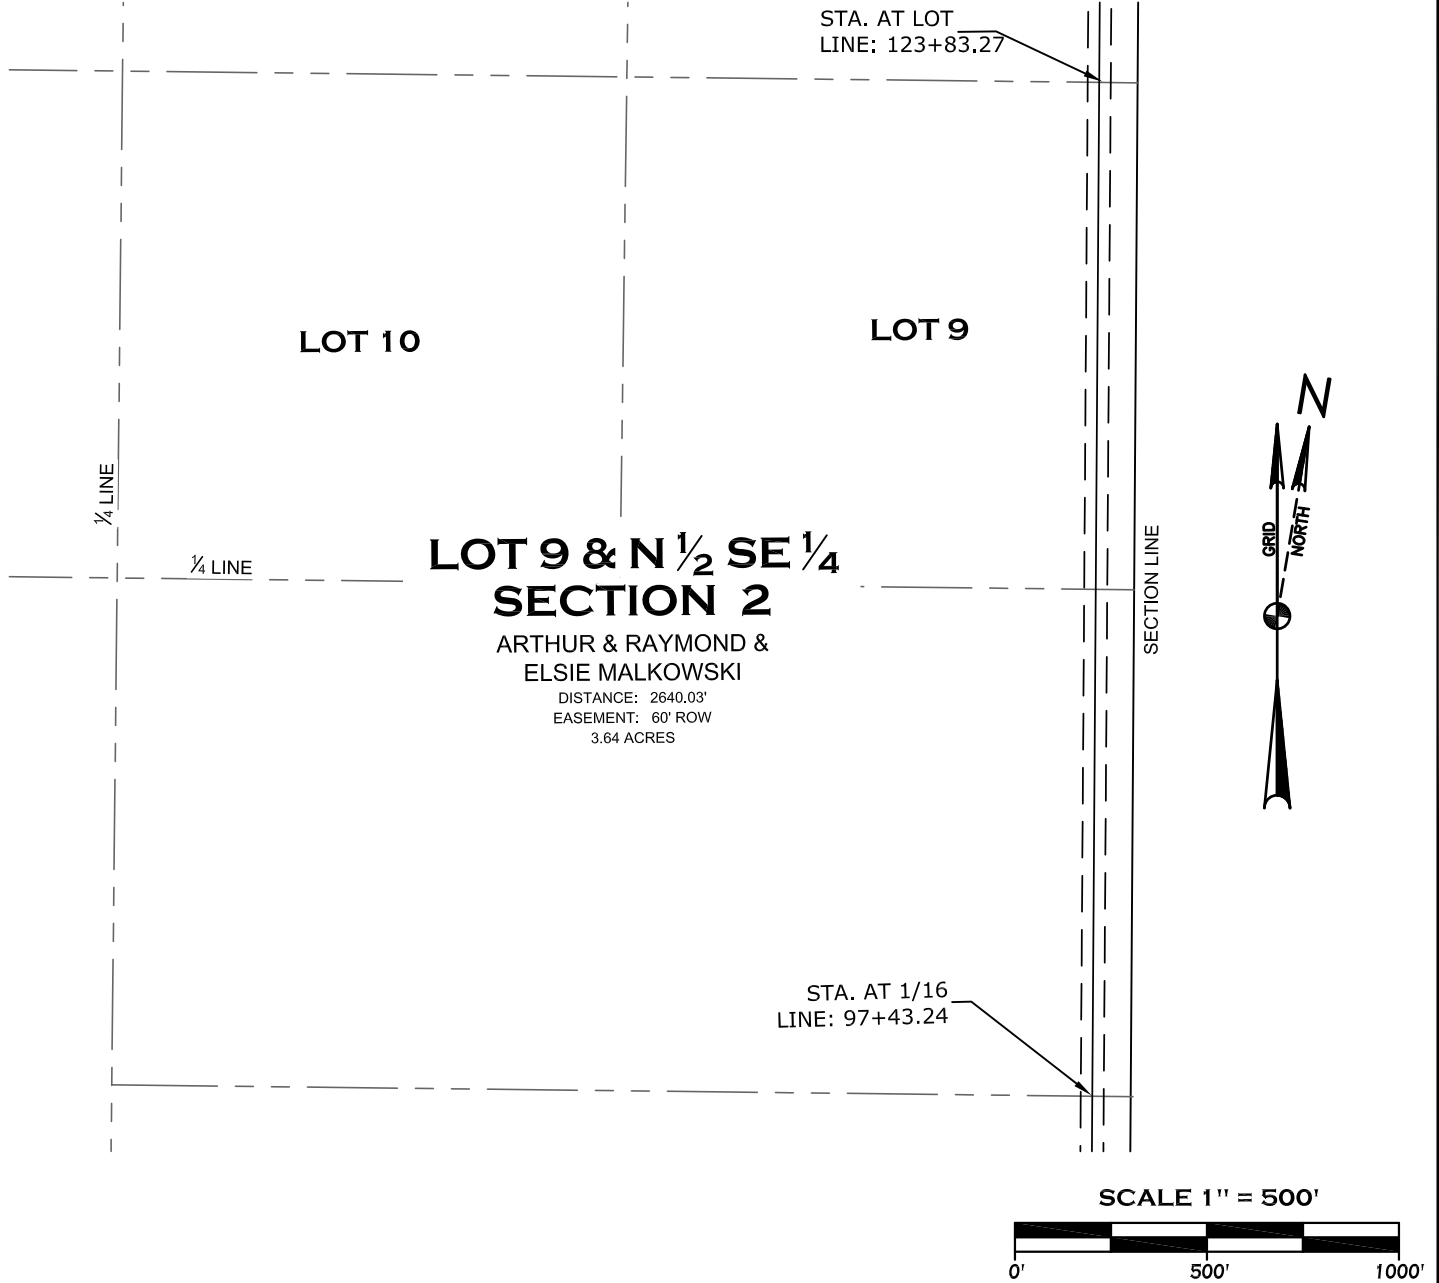 STA. AT LOT
LINE: 123+83.27
LOT 10
LOT 9
N
¼ LINE
¼ LINE
GRID
NORTH
SECTION LINE
LOT 9 & N ½ SE ¼
SECTION 2
ARTHUR & RAYMOND &
ELSIE MALKOWSKI
DISTANCE: 2640.03'
EASEMENT: 60' ROW
3.64 ACRES
STA. AT 1/16
LINE: 97+43.24
SCALE 1" = 500'
0' 500' 1000'